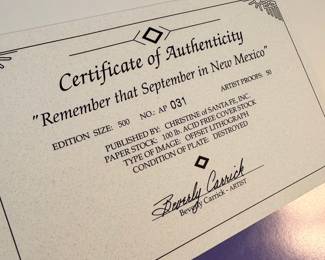 Certificate of Authenticity
"Remember that September in New Mexico"
EDITION SIZE: 500 NO.: AP 031 ARTIST PROOFS: 50
PUBLISHED BY: CHRISTINE of SANTA FE, INC.
PAPER STOCK: 100 lb. ACID FREE COVER STOCK
TYPE OF IMAGE: OFFSET LITHOGRAPH
CONDITION OF PLATE: DESTROYED
Beverly Carrick
Beverly Carrick - ARTIST